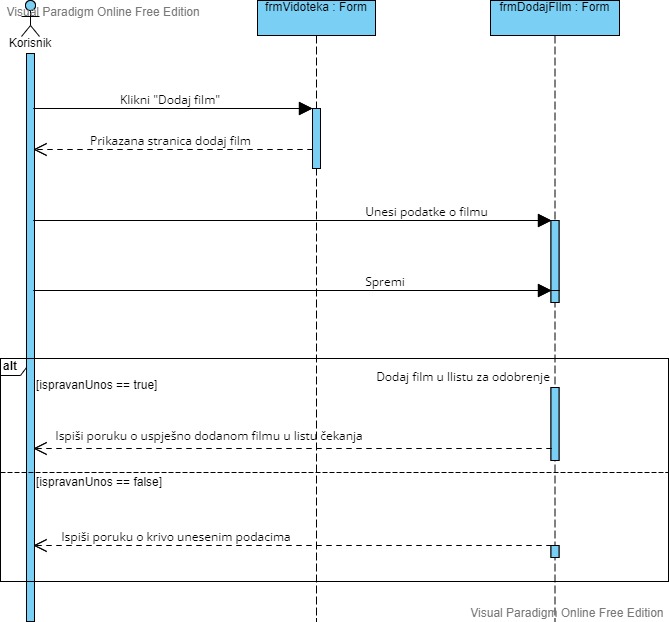 Visual Paradigm Online Free Edition
frmVidoteka : Form
frmDodajFIlm : Form
Korisnik
Klikni "Dodaj film"
Prikazana stranica dodaj film
Unesi podatke o filmu
Spremi
alt
[ispravanUnos == true]
Dodaj film u llistu za odobrenje
Ispiši poruku o uspješno dodanom filmu u listu čekanja
[ispravanUnos == false]
Ispiši poruku o krivo unesenim podacima
Visual Paradigm Online Free Edition